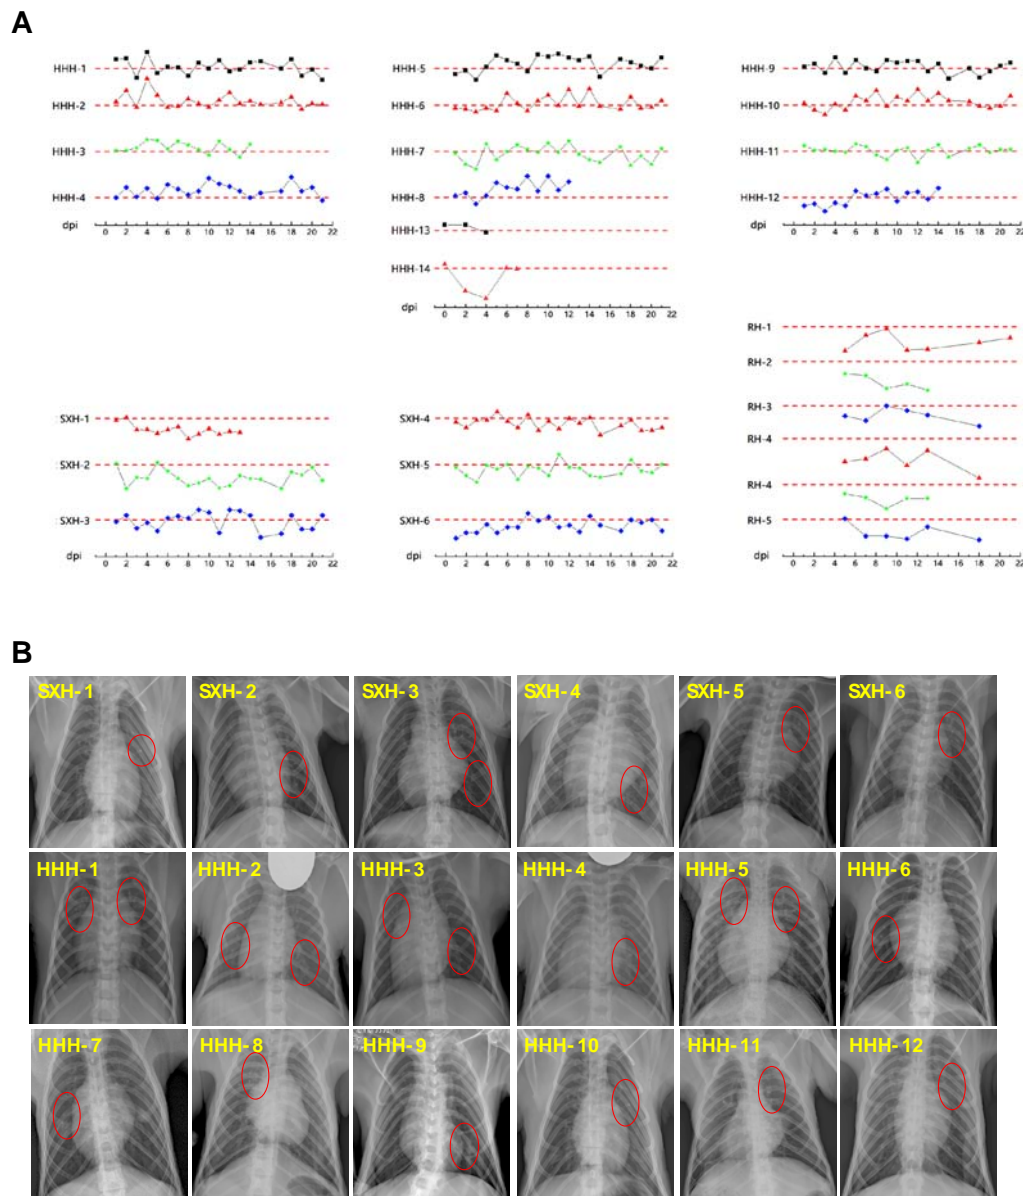 A
HHH-1
HHH-2
HHH-3
HHH-4
dpi
0 2 4 6 8 10 12 14 16 18 20 22
HHH-5
HHH-6
HHH-7
HHH-8
HHH-13
HHH-14
dpi
0 2 4 6 8 10 12 14 16 18 20 22
HHH-9
HHH-10
HHH-11
HHH-12
dpi
0 2 4 6 8 10 12 14 16 18 20 22
SXH-1
SXH-2
SXH-3
dpi
0 2 4 6 8 10 12 14 16 18 20 22
SXH-4
SXH-5
SXH-6
dpi
0 2 4 6 8 10 12 14 16 18 20 22
RH-1
RH-2
RH-3
RH-4
RH-4
RH-5
dpi
0 2 4 6 8 10 12 14 16 18 20 22
B
SXH-1 SXH-2 SXH-3 SXH-4 SXH-5 SXH-6
HHH-1 HHH-2 HHH-3 HHH-4 HHH-5 HHH-6
HHH-7 HHH-8 HHH-9 HHH-10 HHH-11 HHH-12